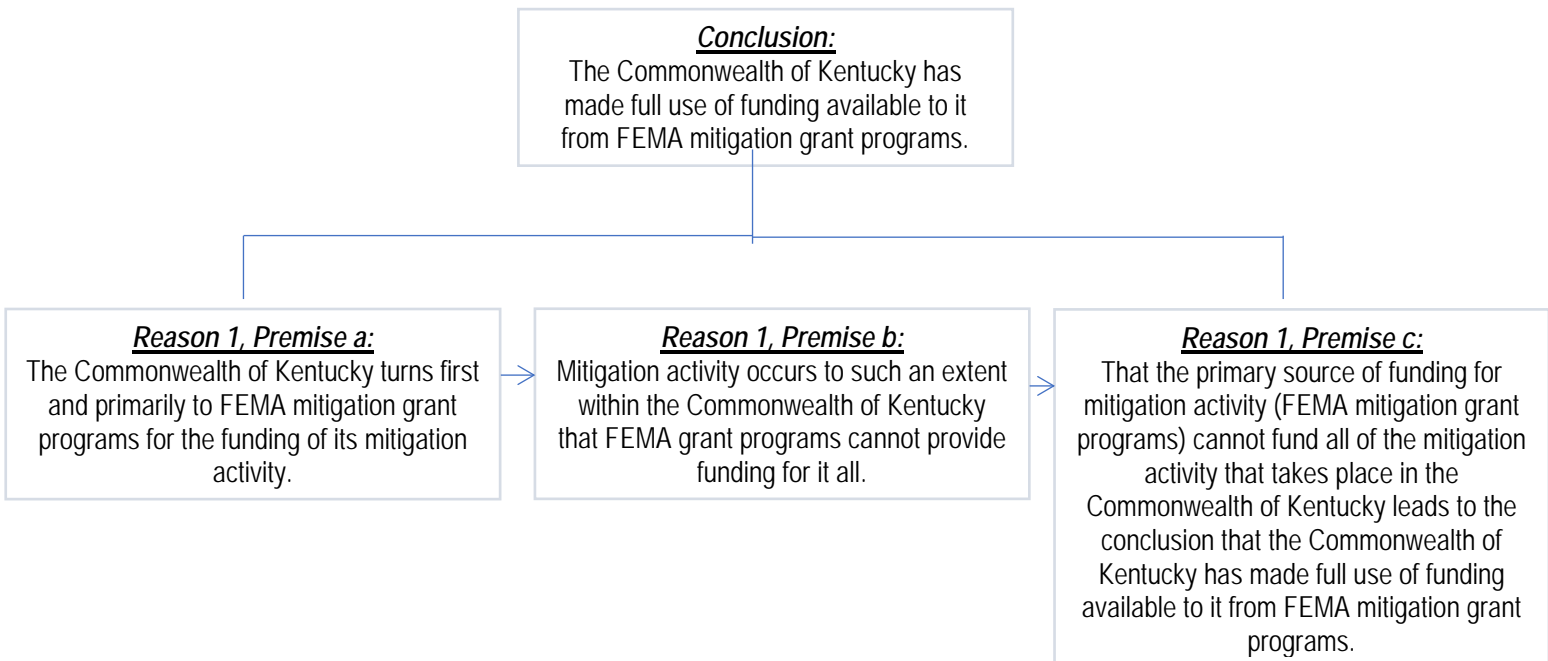 Conclusion:
The Commonwealth of Kentucky has
made full use of funding available to it
from FEMA mitigation grant programs.
Reason 1, Premise a:
The Commonwealth of Kentucky turns first
and primarily to FEMA mitigation grant
programs for the funding of its mitigation
activity.
Reason 1, Premise b:
Mitigation activity occurs to such an extent
within the Commonwealth of Kentucky
that FEMA grant programs cannot provide
funding for it all.
Reason 1, Premise c:
That the primary source of funding for
mitigation activity (FEMA mitigation grant
programs) cannot fund all of the mitigation
activity that takes place in the
Commonwealth of Kentucky leads to the
conclusion that the Commonwealth of
Kentucky has made full use of funding
available to it from FEMA mitigation grant
programs.